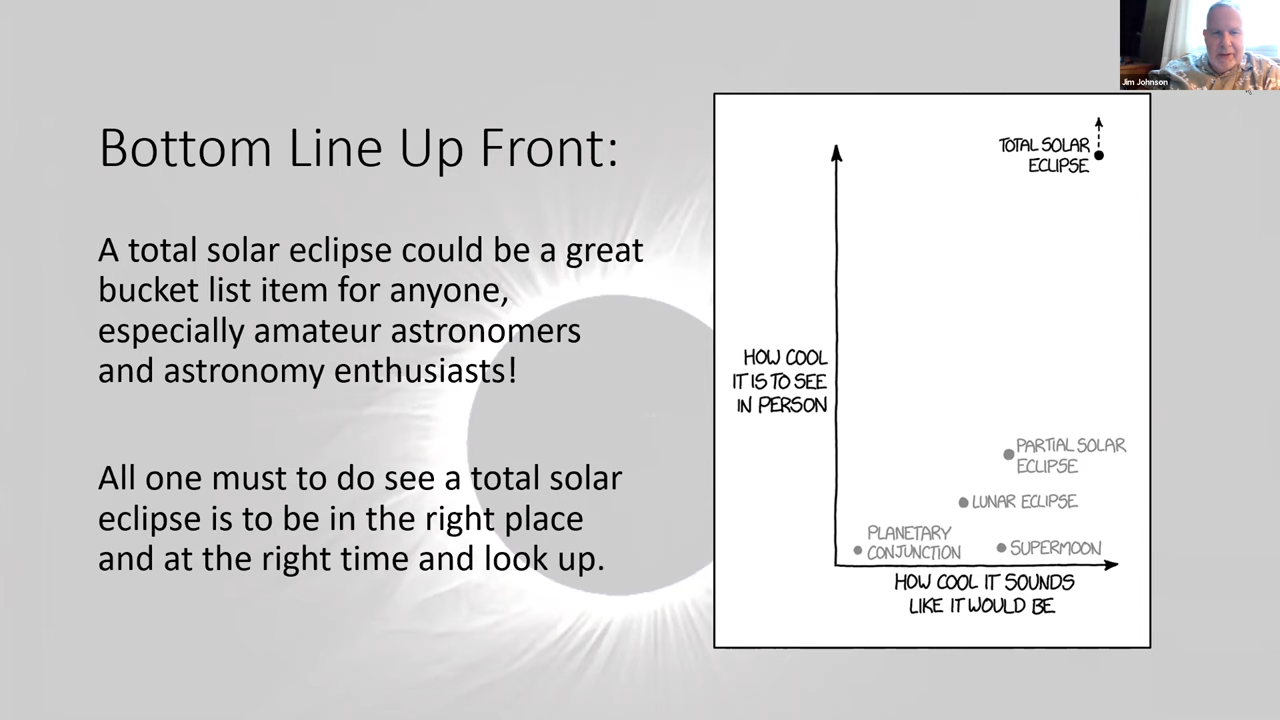 Jim Johnson
Bottom Line Up Front:
A total solar eclipse could be a great
bucket list item for anyone,
especially amateur astronomers
and astronomy enthusiasts!
All one must to do see a total solar
eclipse is to be in the right place
and at the right time and look up.
TOTAL SOLAR
ECLIPSE
HOW COOL
IT IS TO SEE
IN PERSON
PARTIAL SOLAR
ECLIPSE
LUNAR ECLIPSE
PLANETARY
CONJUNCTION
SUPERMOON
HOW COOL IT SOUNDS
LIKE IT WOULD BE